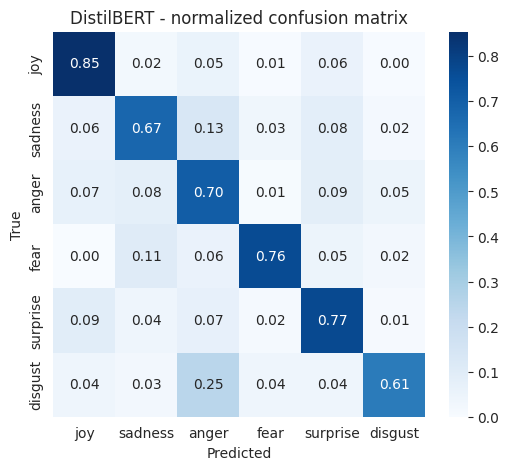 DistilBERT - normalized confusion matrix
True
joy 0.85 0.02 0.05 0.01 0.06 0.00
sadness 0.06 0.67 0.13 0.03 0.08 0.02
anger 0.07 0.08 0.70 0.01 0.09 0.05
fear 0.00 0.11 0.06 0.76 0.05 0.02
surprise 0.09 0.04 0.07 0.02 0.77 0.01
disgust 0.04 0.03 0.25 0.04 0.04 0.61
joy sadness anger fear surprise disgust
Predicted
0.8
0.7
0.6
0.5
0.4
0.3
0.2
0.1
0.0